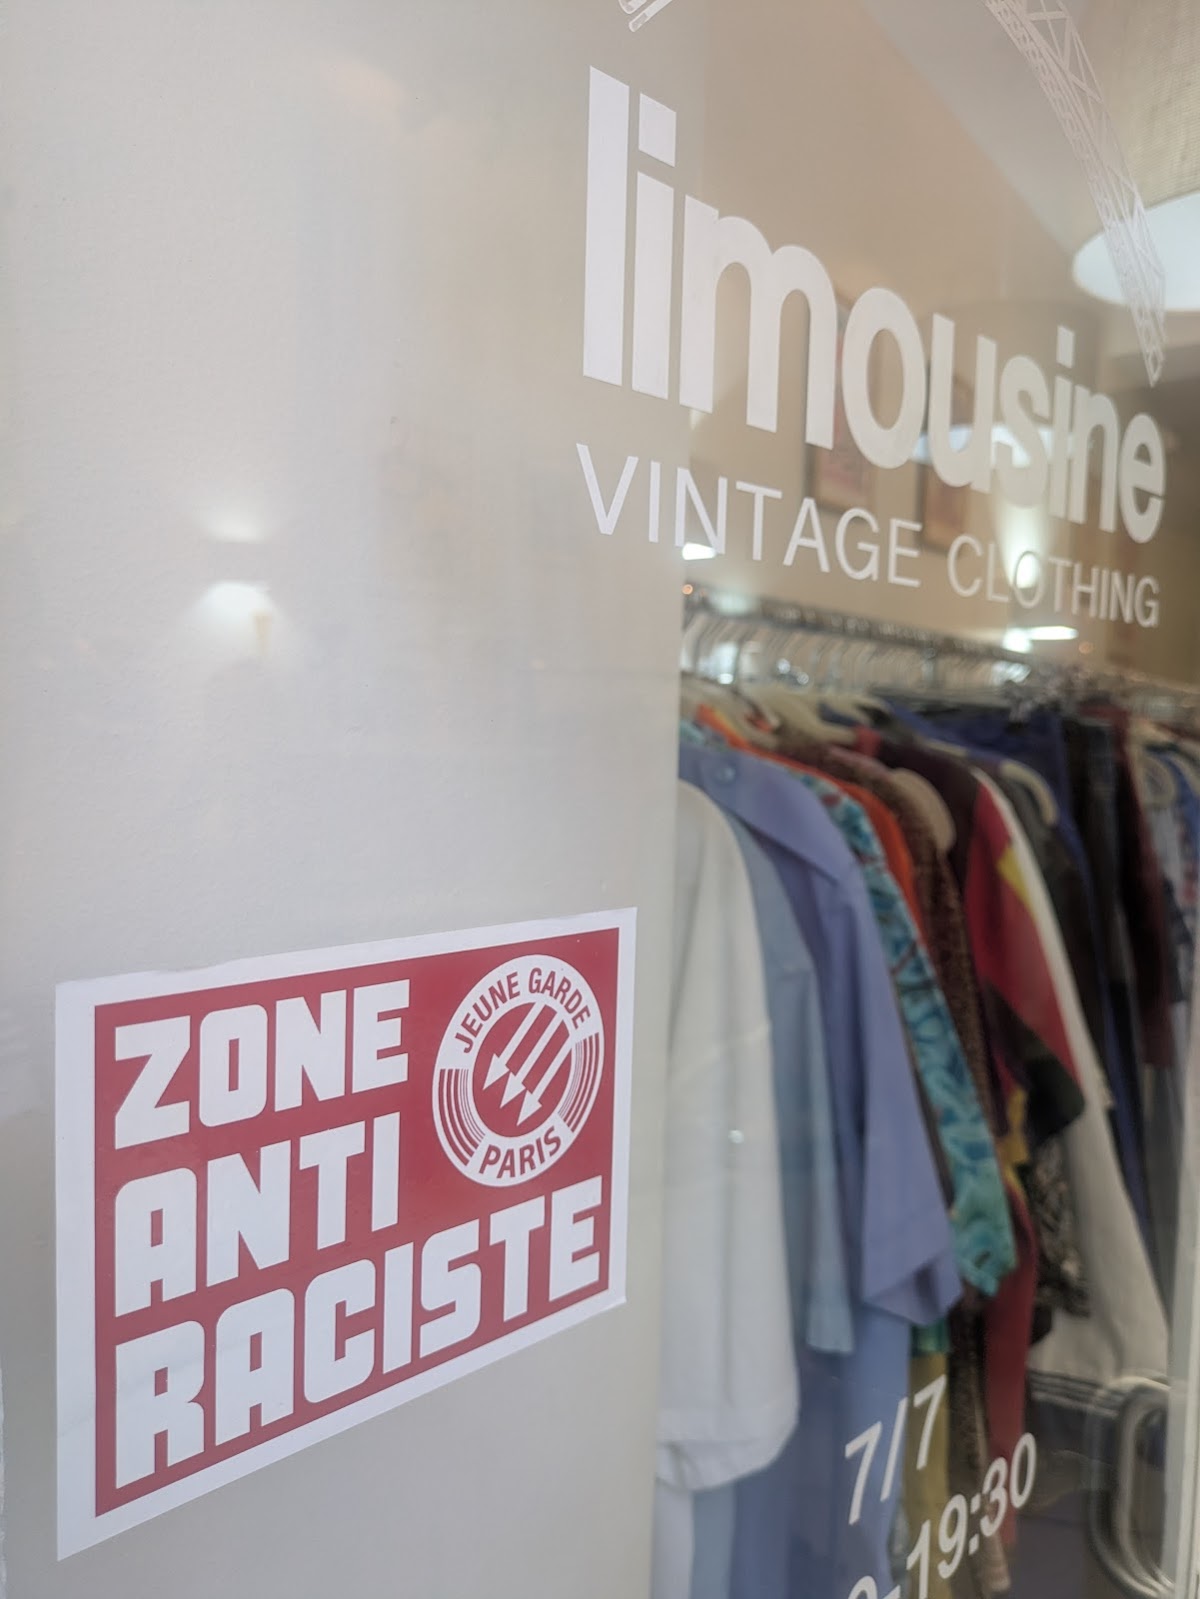 limousine
VINTAGE CLOTHING
ZONE
ANTI
RACISTE
JEUNE GARDE
PARIS
7/7
-19:30